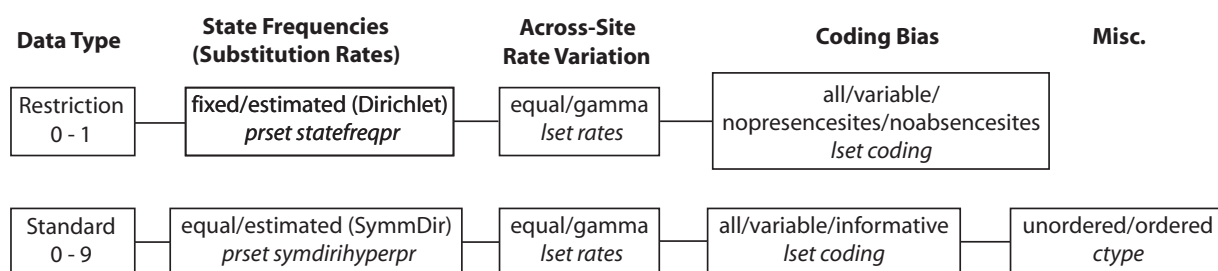 Data Type
State Frequencies
(Substitution Rates)
Across-Site
Rate Variation
Coding Bias
Misc.
Restriction
0 - 1
fixed/estimated (Dirichlet)
prset statefreqpr
equal/gamma
lset rates
all/variable/
nopresencesites/noabsencesites
lset coding
Standard
0 - 9
equal/estimated (SymmDir)
prset symdirihyperpr
equal/gamma
lset rates
all/variable/informative
lset coding
unordered/ordered
ctype